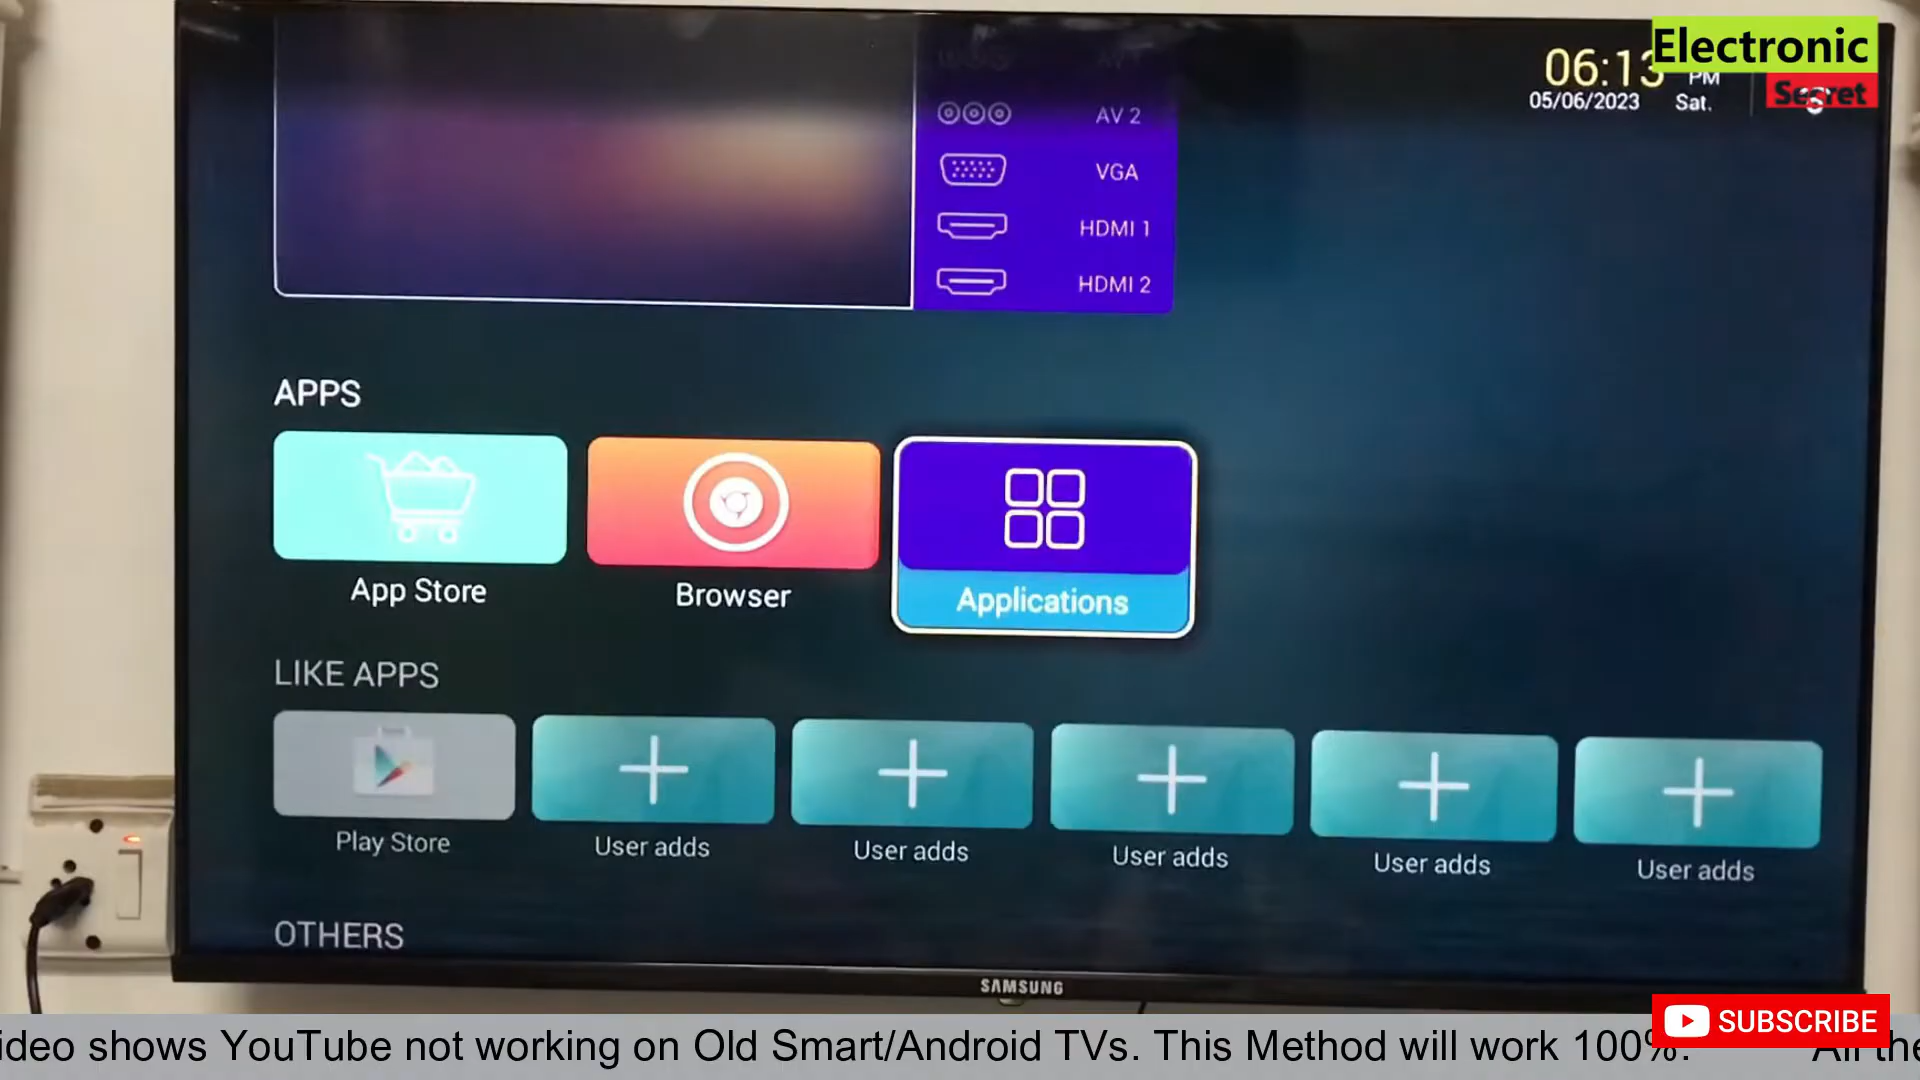 Electronic
Secret
06:13 PM
05/06/2023 Sat.
AV 2
VGA
HDMI 1
HDMI 2
APPS
App Store
Browser
Applications
LIKE APPS
Play Store
User adds
User adds
User adds
User adds
User adds
OTHERS
SAMSUNG
SUBSCRIBE
ideo shows YouTube not working on Old Smart/Android TVs. This Method will work 100%. All the